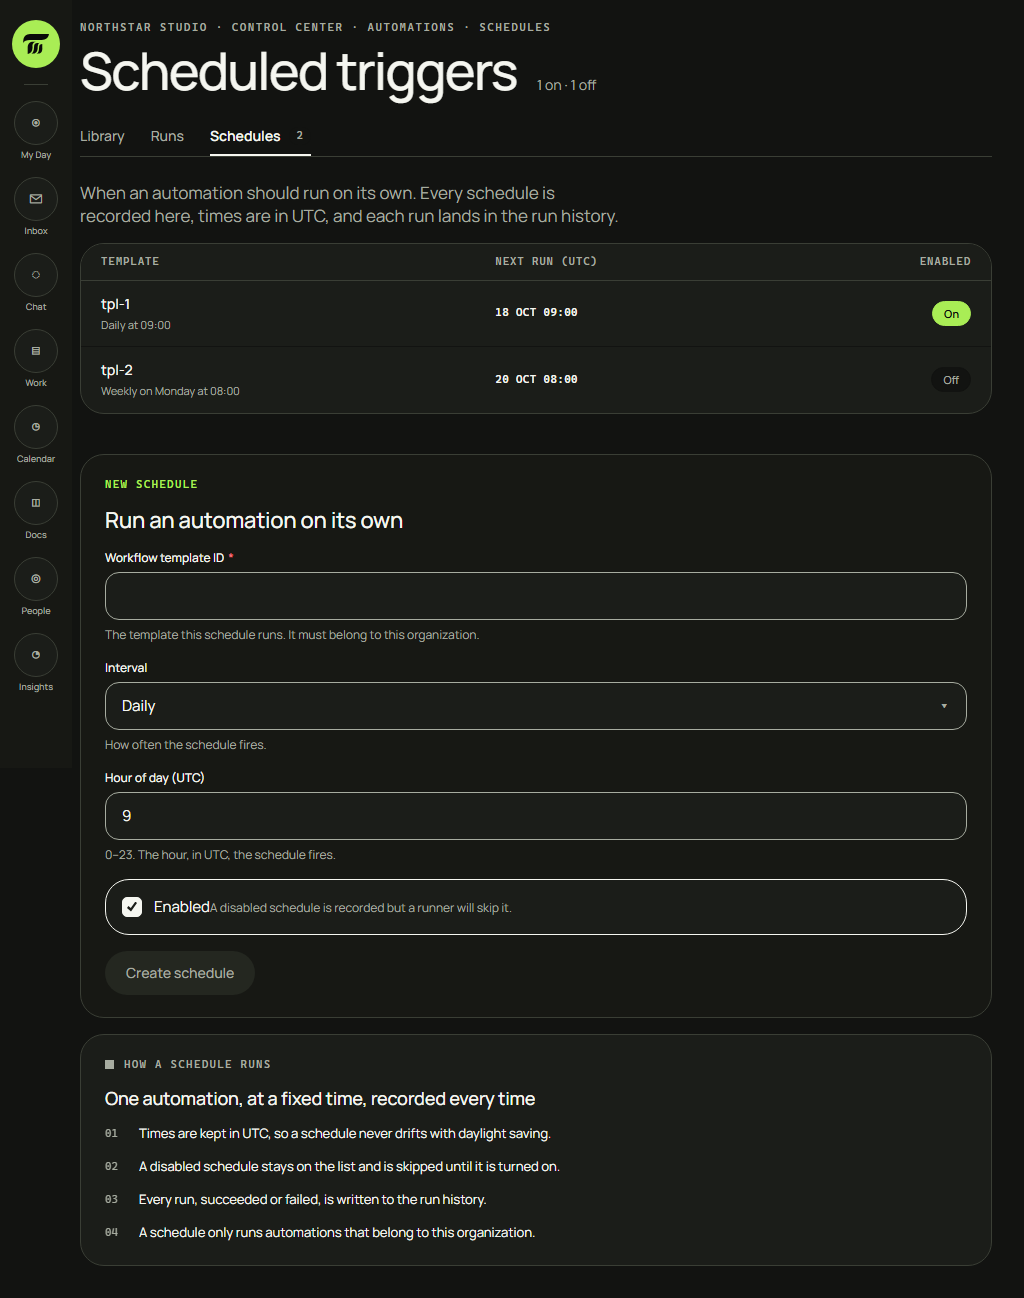 NORTHSTAR STUDIO · CONTROL CENTER · AUTOMATIONS · SCHEDULES
Scheduled triggers
1 on · 1 off
Library
Runs
Schedules 2
When an automation should run on its own. Every schedule is
recorded here, times are in UTC, and each run lands in the run history.
TEMPLATE
NEXT RUN (UTC)
ENABLED
tpl-1
Daily at 09:00
18 OCT 09:00
On
tpl-2
Weekly on Monday at 08:00
20 OCT 08:00
Off
NEW SCHEDULE
Run an automation on its own
Workflow template ID *
The template this schedule runs. It must belong to this organization.
Interval
Daily
How often the schedule fires.
Hour of day (UTC)
9
0–23. The hour, in UTC, the schedule fires.
Enabled A disabled schedule is recorded but a runner will skip it.
Create schedule
HOW A SCHEDULE RUNS
One automation, at a fixed time, recorded every time
01 Times are kept in UTC, so a schedule never drifts with daylight saving.
02 A disabled schedule stays on the list and is skipped until it is turned on.
03 Every run, succeeded or failed, is written to the run history.
04 A schedule only runs automations that belong to this organization.
My Day
Inbox
Chat
Work
Calendar
Docs
People
Insights